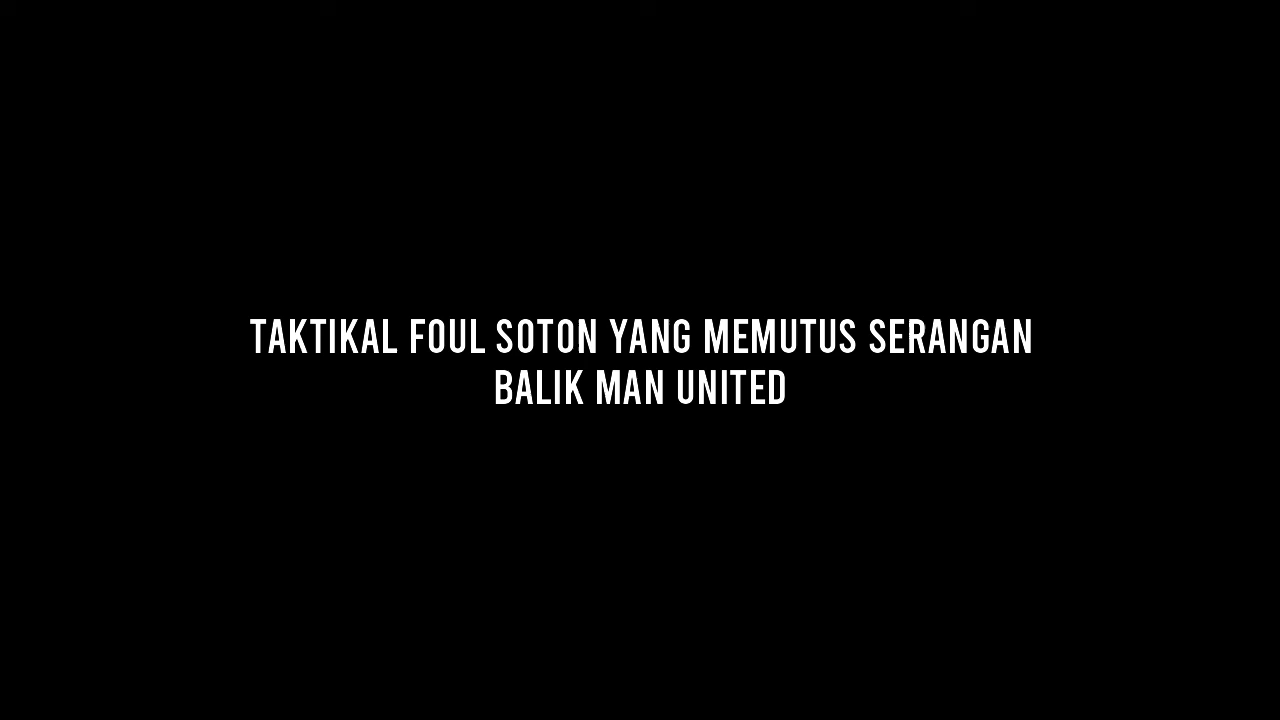 TAKTIKAL FOUL SOTON YANG MEMUTUS SERANGAN
BALIK MAN UNITED